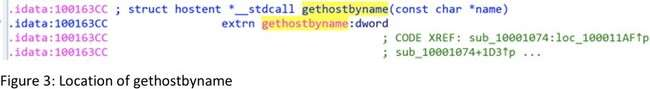 .idata:100163CC ; struct hostent *__stdcall gethostbyname(const char *name)
.idata:100163CC extrn gethostbyname:dword
.idata:100163CC ; CODE XREF: sub_10001074:loc_100011AF↑p
.idata:100163CC ; sub_10001074+1D3↑p ...
Figure 3: Location of gethostbyname